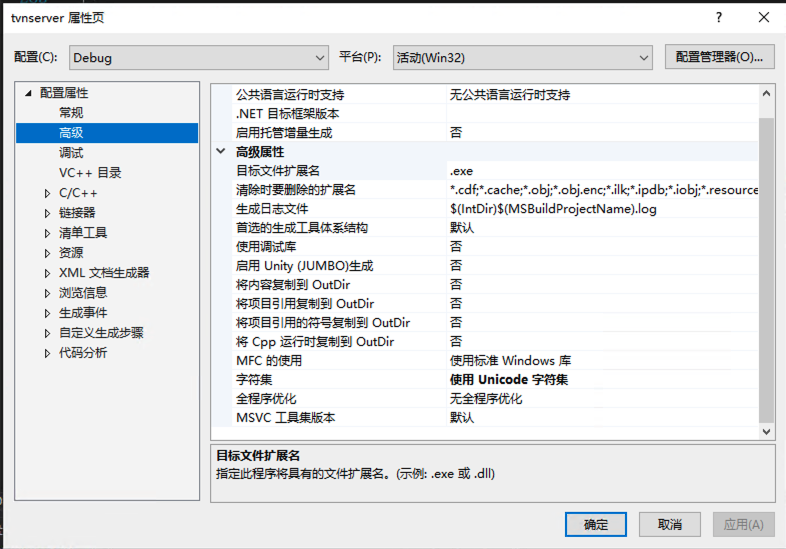 tvnserver 属性页
配置(C): Debug 平台(P): 活动(Win32) 配置管理器(O)...
配置属性
常规
高级
调试
VC++ 目录
C/C++
链接器
清单工具
资源
XML 文档生成器
浏览信息
生成事件
自定义生成步骤
代码分析
公共语言运行时支持 无公共语言运行时支持
.NET 目标框架版本
启用托管增量生成 否
高级属性
目标文件扩展名 .exe
清除时要删除的扩展名 *.cdf;*.cache;*.obj;*.obj.enc;*.ilk;*.ipdb;*.iobj;*.resource
生成日志文件 $(IntDir)$(MSBuildProjectName).log
首选的生成工具体系结构 默认
使用调试库 否
启用 Unity (JUMBO)生成 否
将内容复制到 OutDir 否
将项目引用复制到 OutDir 否
将项目引用的符号复制到 OutDir 否
将 Cpp 运行时复制到 OutDir 否
MFC 的使用 使用标准 Windows 库
字符集 使用 Unicode 字符集
全程序优化 无全程序优化
MSVC 工具集版本 默认
目标文件扩展名
指定此程序将具有的文件扩展名。(示例: .exe 或 .dll)
确定 取消 应用(A)